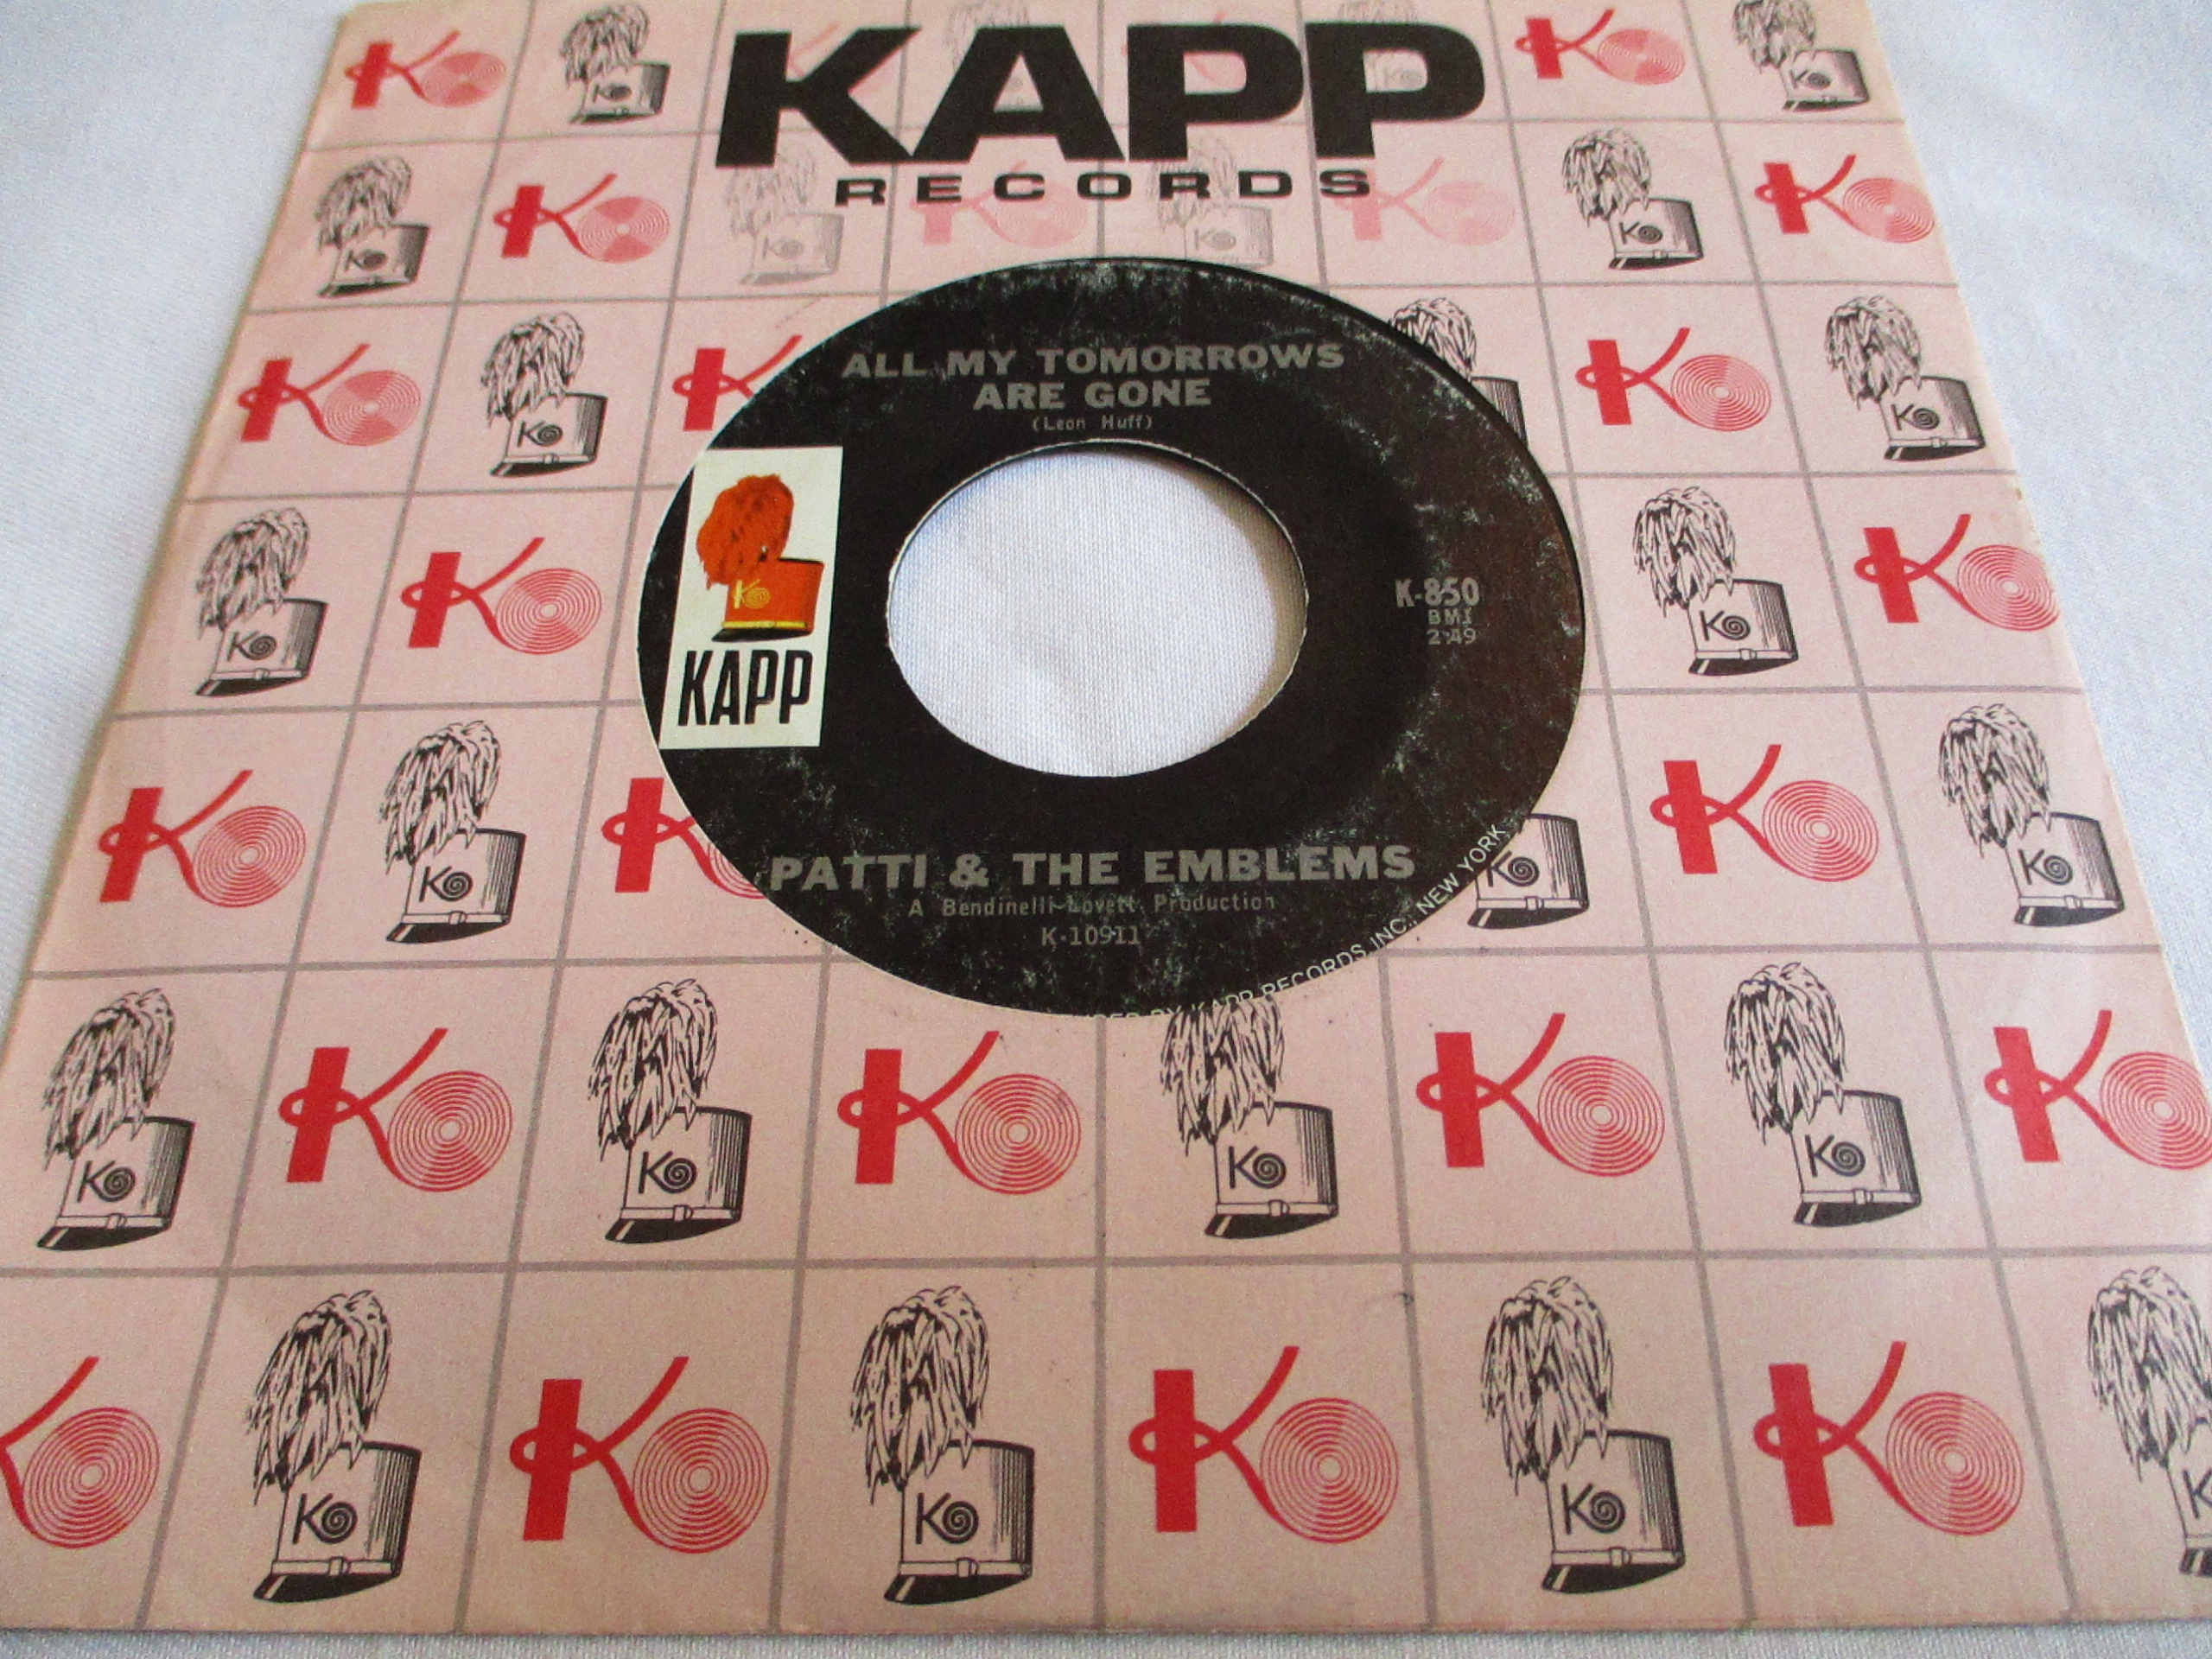 KAPP
RECORDS
ALL MY TOMORROWS
ARE GONE
(Leon Huff)
KAPP
K-850
BMI
2:49
PATTI & THE EMBLEMS
A Bendinelli-Lovett Production
K-10911
BY KAPP RECORDS, INC., NEW YORK